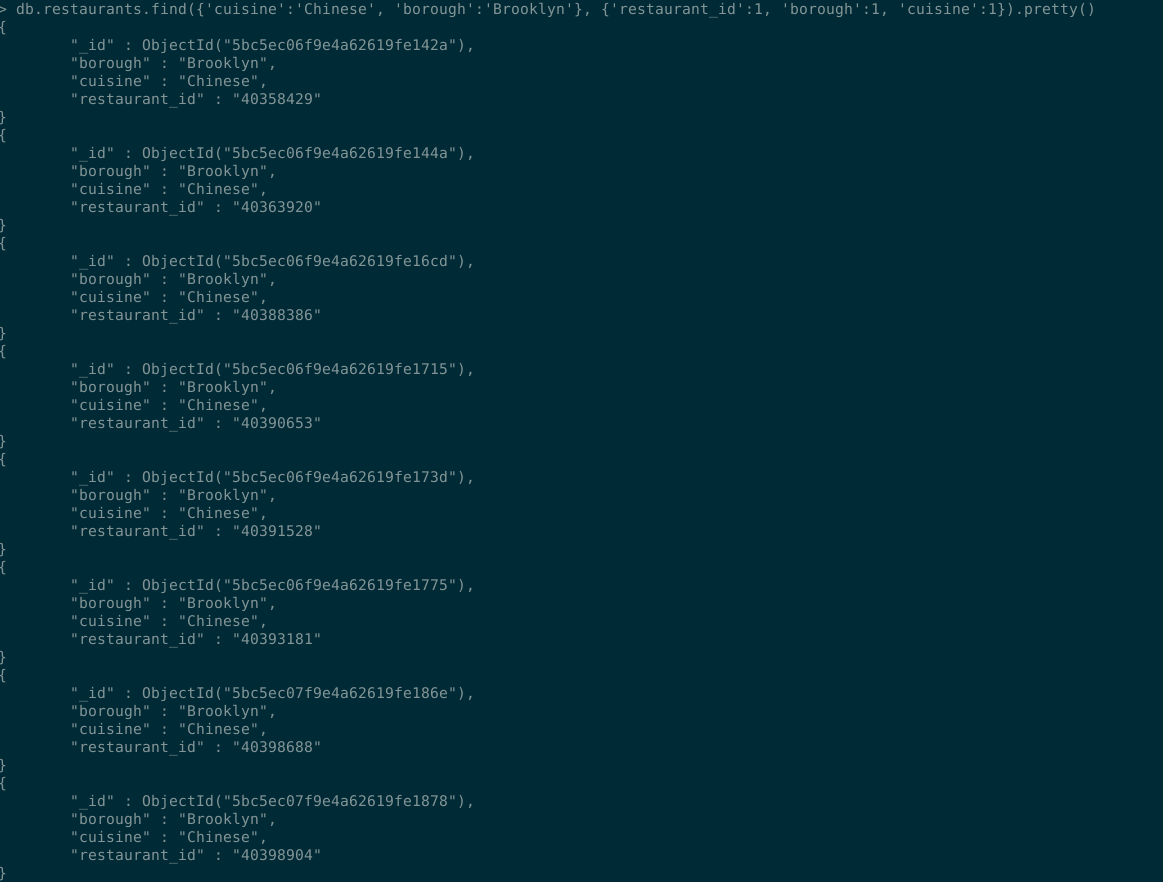 > db.restaurants.find({'cuisine':'Chinese', 'borough':'Brooklyn'}, {'restaurant_id':1, 'borough':1, 'cuisine':1}).pretty()
{
"_id" : ObjectId("5bc5ec06f9e4a62619fe142a"),
"borough" : "Brooklyn",
"cuisine" : "Chinese",
"restaurant_id" : "40358429"
}
{
"_id" : ObjectId("5bc5ec06f9e4a62619fe144a"),
"borough" : "Brooklyn",
"cuisine" : "Chinese",
"restaurant_id" : "40363920"
}
{
"_id" : ObjectId("5bc5ec06f9e4a62619fe16cd"),
"borough" : "Brooklyn",
"cuisine" : "Chinese",
"restaurant_id" : "40388386"
}
{
"_id" : ObjectId("5bc5ec06f9e4a62619fe1715"),
"borough" : "Brooklyn",
"cuisine" : "Chinese",
"restaurant_id" : "40390653"
}
{
"_id" : ObjectId("5bc5ec06f9e4a62619fe173d"),
"borough" : "Brooklyn",
"cuisine" : "Chinese",
"restaurant_id" : "40391528"
}
{
"_id" : ObjectId("5bc5ec06f9e4a62619fe1775"),
"borough" : "Brooklyn",
"cuisine" : "Chinese",
"restaurant_id" : "40393181"
}
{
"_id" : ObjectId("5bc5ec07f9e4a62619fe186e"),
"borough" : "Brooklyn",
"cuisine" : "Chinese",
"restaurant_id" : "40398688"
}
{
"_id" : ObjectId("5bc5ec07f9e4a62619fe1878"),
"borough" : "Brooklyn",
"cuisine" : "Chinese",
"restaurant_id" : "40398904"
}